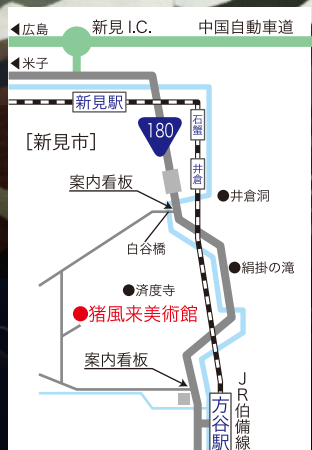 ◀広島
新見 I.C.
中国自動車道
◀米子
新見駅
石蟹
[新見市]
180
井倉
案内看板
●井倉洞
白谷橋
●絹掛の滝
●済度寺
●猪風来美術館
案内看板
JR伯備線
方谷駅